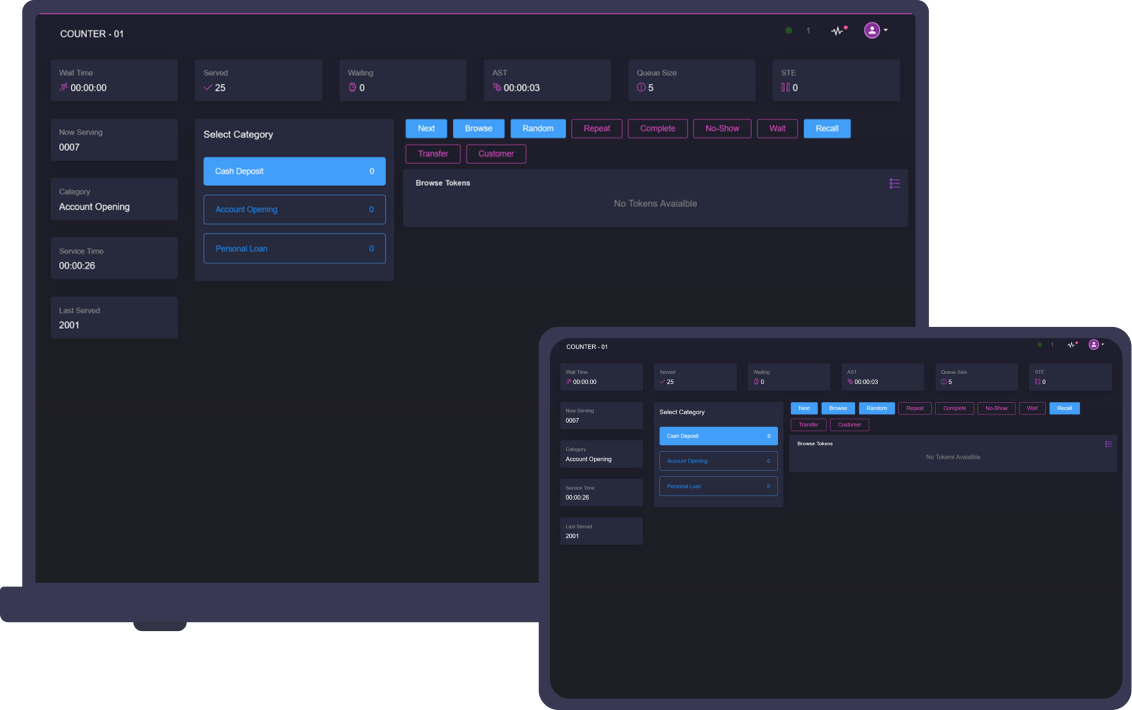 COUNTER - 01
1
Wait Time
00:00:00
Served
25
Waiting
0
AST
00:00:03
Queue Size
5
STE
0
Now Serving
0007
Category
Account Opening
Service Time
00:00:26
Last Served
2001
Select Category
Cash Deposit 0
Account Opening 0
Personal Loan 0
Next Browse Random Repeat Complete No-Show Wait Recall
Transfer Customer
Browse Tokens
No Tokens Avaialble
COUNTER - 01
1
Wait Time
00:00:00
Served
25
Waiting
0
AST
00:00:03
Queue Size
5
STE
0
Now Serving
0007
Category
Account Opening
Service Time
00:00:26
Last Served
2001
Select Category
Cash Deposit 0
Account Opening 0
Personal Loan 0
Next Browse Random Repeat Complete No-Show Wait Recall
Transfer Customer
Browse Tokens
No Tokens Avaialble